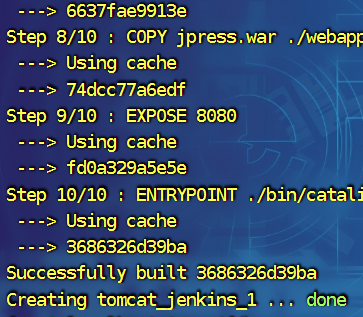 ---> 6637fae9913e
Step 8/10 : COPY jpress.war ./webapp
---> Using cache
---> 74dcc77a6edf
Step 9/10 : EXPOSE 8080
---> Using cache
---> fd0a329a5e5e
Step 10/10 : ENTRYPOINT ./bin/catali
---> Using cache
---> 3686326d39ba
Successfully built 3686326d39ba
Creating tomcat_jenkins_1 ... done